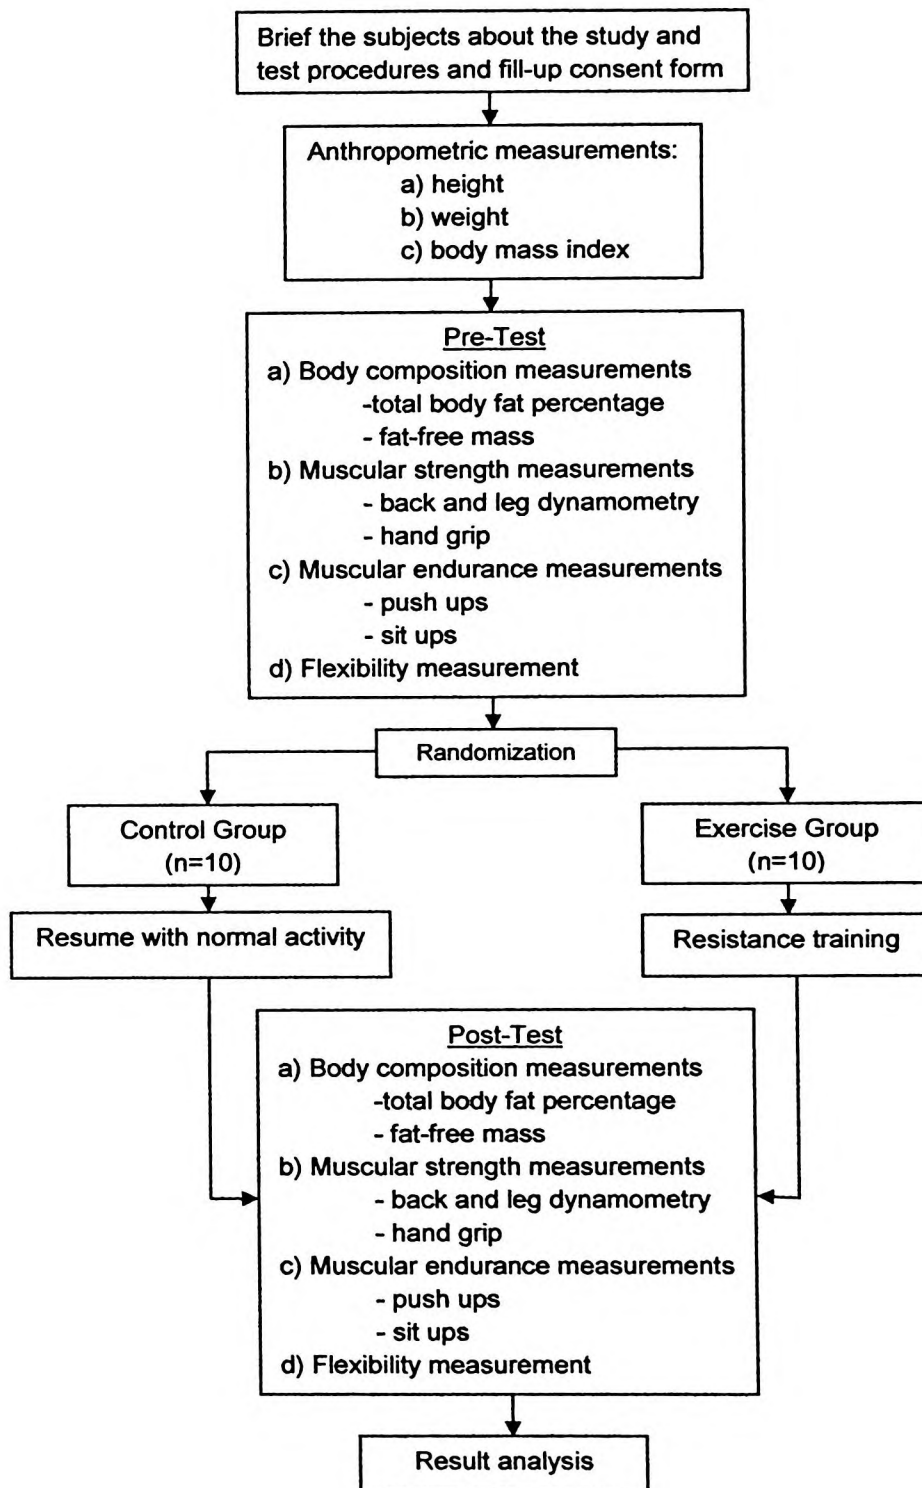 Brief the subjects about the study and
test procedures and fill-up consent form
Anthropometric measurements:
a) height
b) weight
c) body mass index
Pre-Test
a) Body composition measurements
-total body fat percentage
- fat-free mass
b) Muscular strength measurements
- back and leg dynamometry
- hand grip
c) Muscular endurance measurements
- push ups
- sit ups
d) Flexibility measurement
Randomization
Control Group
(n=10)
Exercise Group
(n=10)
Resume with normal activity
Resistance training
Post-Test
a) Body composition measurements
-total body fat percentage
- fat-free mass
b) Muscular strength measurements
- back and leg dynamometry
- hand grip
c) Muscular endurance measurements
- push ups
- sit ups
d) Flexibility measurement
Result analysis